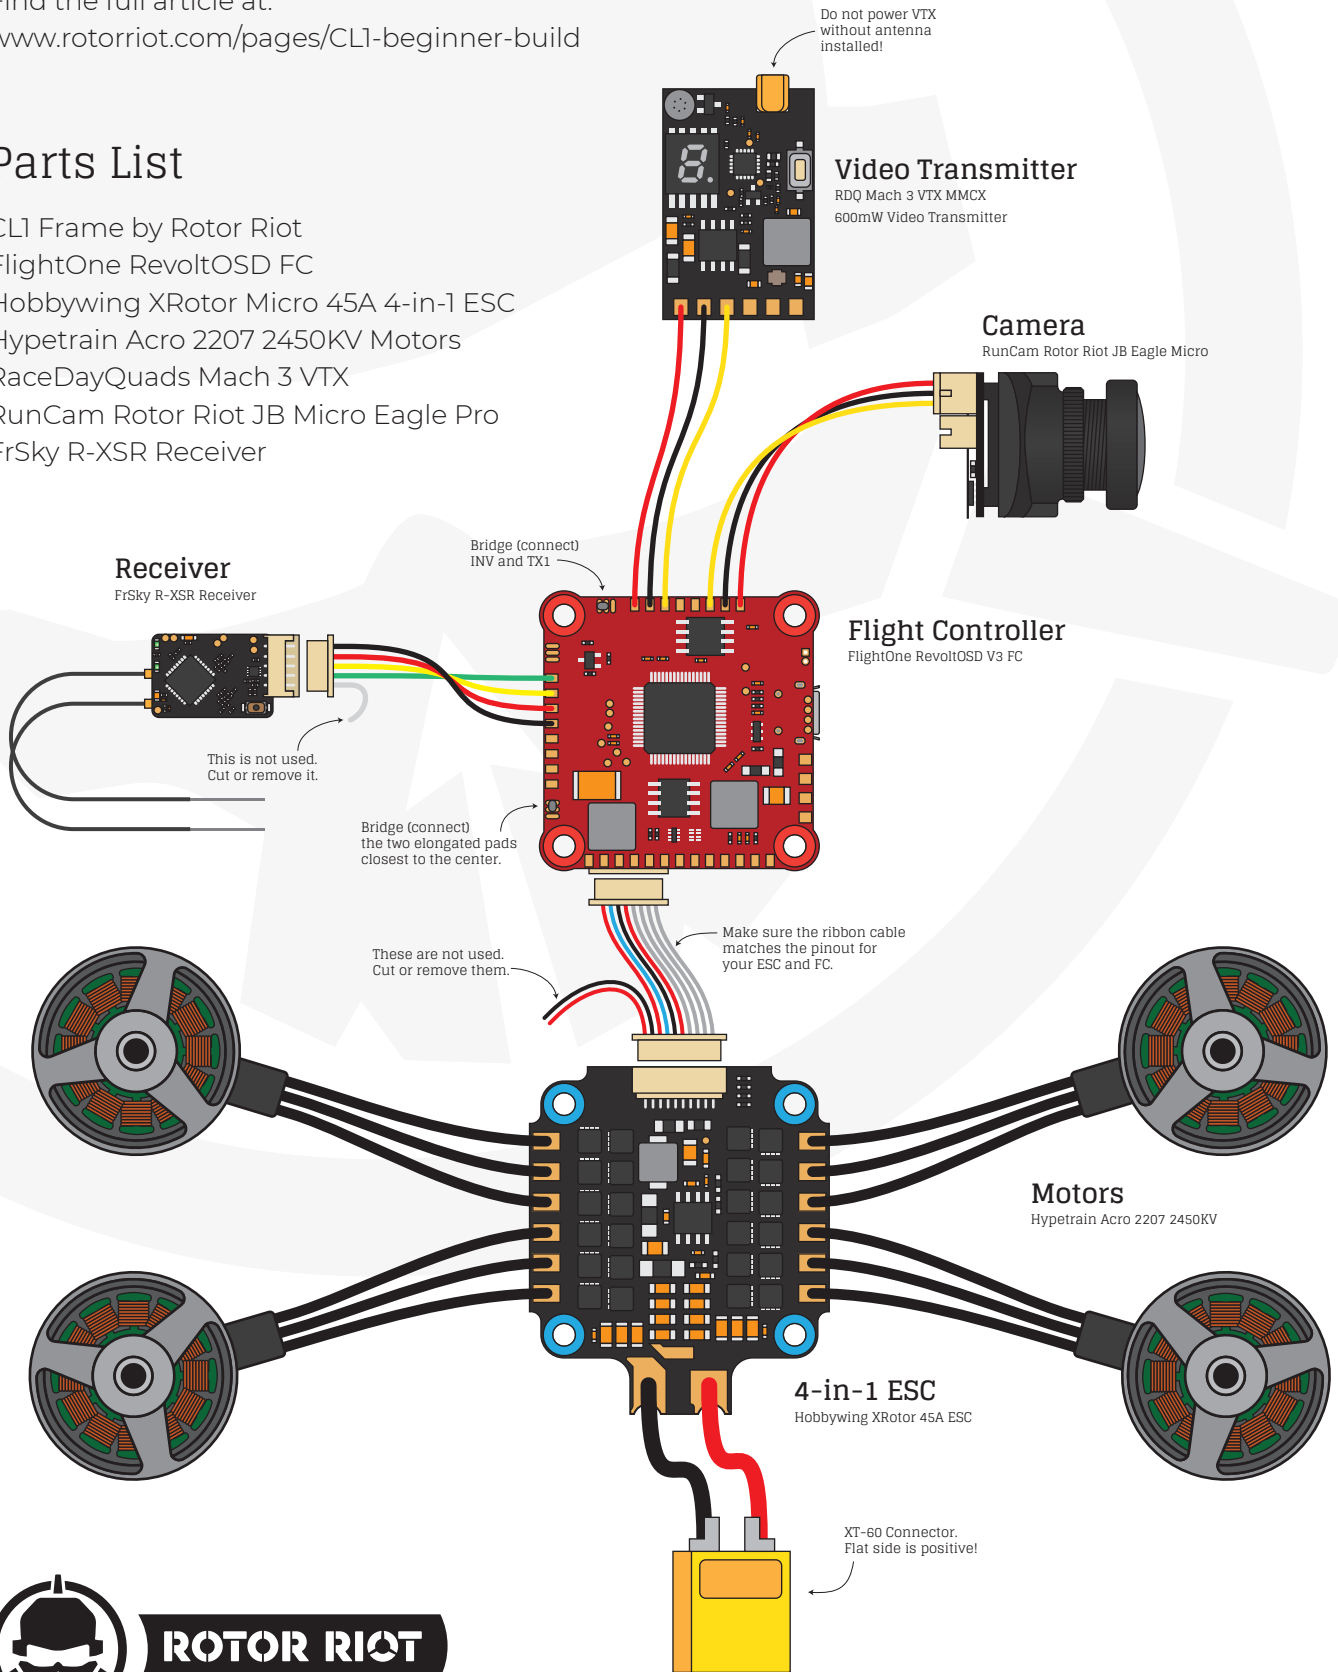 Find the full article at:
www.rotorriot.com/pages/CL1-beginner-build
Do not power VTX
without antenna
installed!
Parts List
CL1 Frame by Rotor Riot
FlightOne RevoltOSD FC
Hobbywing XRotor Micro 45A 4-in-1 ESC
Hypetrain Acro 2207 2450KV Motors
RaceDayQuads Mach 3 VTX
RunCam Rotor Riot JB Micro Eagle Pro
FrSky R-XSR Receiver
8.
Video Transmitter
RDQ Mach 3 VTX MMCX
600mW Video Transmitter
Camera
RunCam Rotor Riot JB Eagle Micro
Bridge (connect)
INV and TX1
Receiver
FrSky R-XSR Receiver
Flight Controller
FlightOne RevoltOSD V3 FC
This is not used.
Cut or remove it.
Bridge (connect)
the two elongated pads
closest to the center.
These are not used.
Cut or remove them.
Make sure the ribbon cable
matches the pinout for
your ESC and FC.
Motors
Hypetrain Acro 2207 2450KV
4-in-1 ESC
Hobbywing XRotor 45A ESC
XT-60 Connector.
Flat side is positive!
ROTOR RIOT